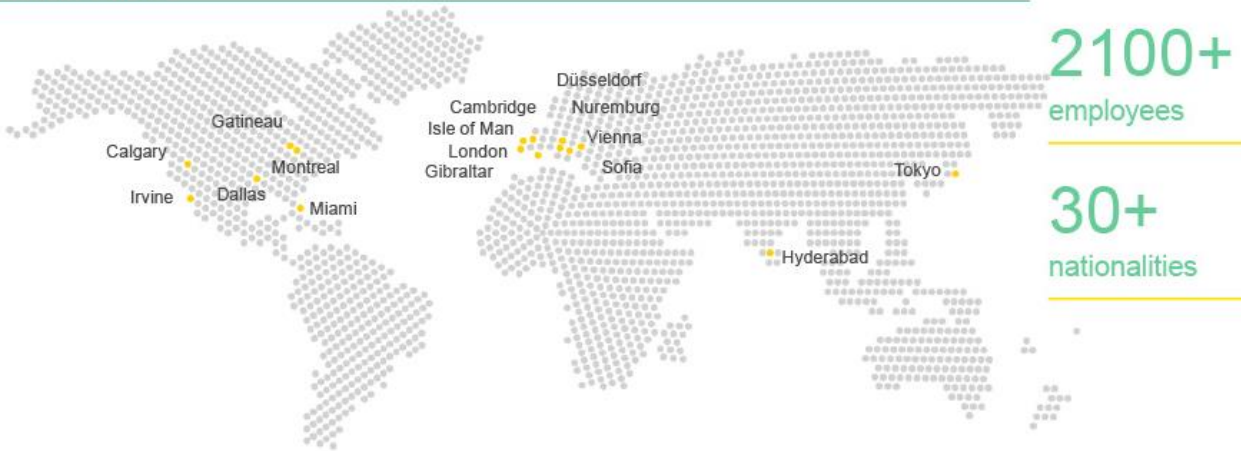 2100+
employees
30+
nationalities
Düsseldorf
Cambridge
Nuremburg
Gatineau
Isle of Man
Vienna
Calgary
London
Montreal
Gibraltar
Sofia
Tokyo
Irvine
Dallas
Miami
Hyderabad